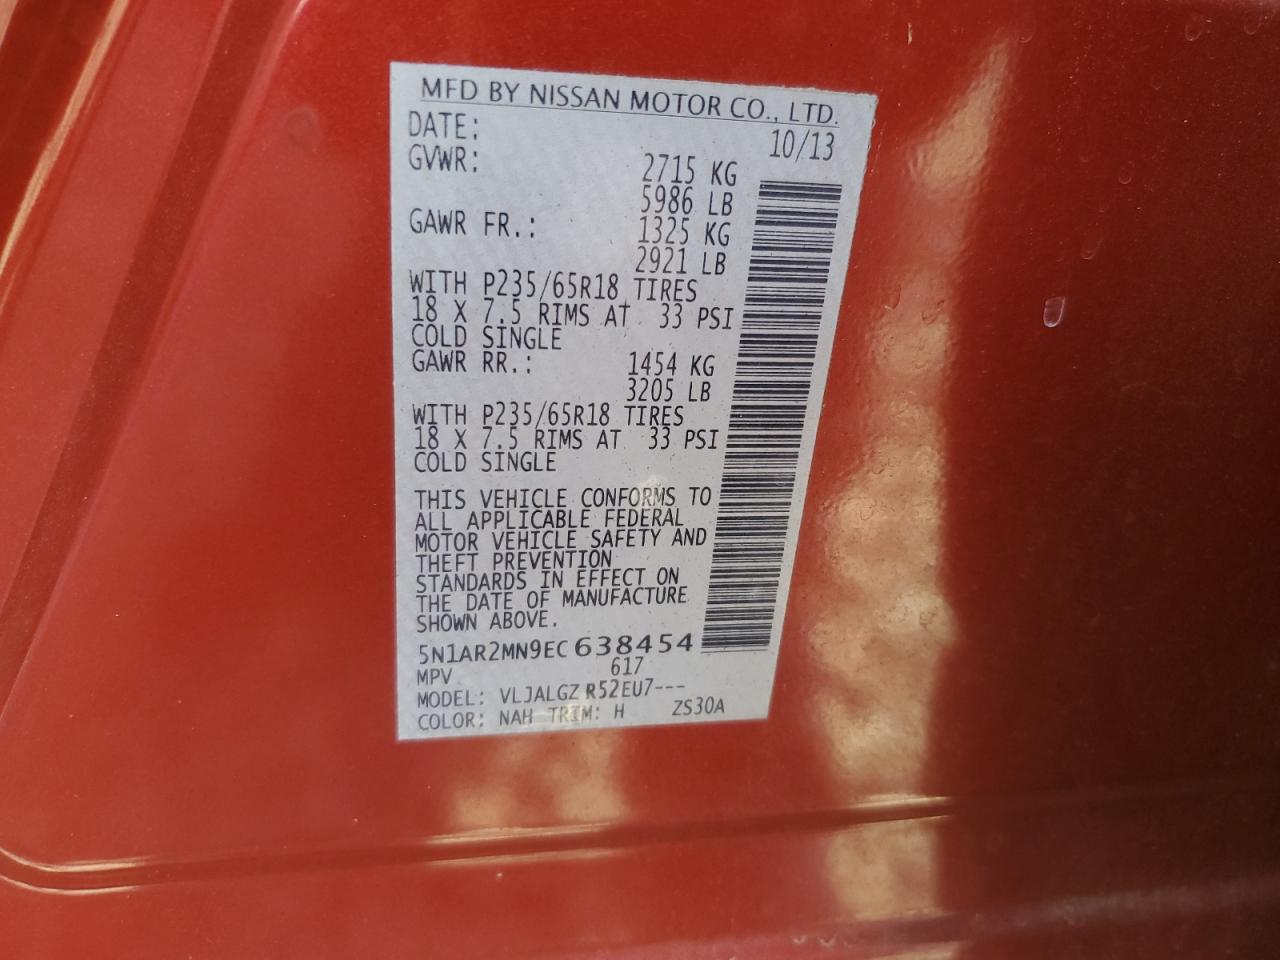 MFD BY NISSAN MOTOR CO., LTD.
DATE: 10/13
GVWR: 2715 KG
5986 LB
GAWR FR.: 1325 KG
2921 LB
WITH P235/65R18 TIRES
18 X 7.5 RIMS AT 33 PSI
COLD SINGLE
GAWR RR.: 1454 KG
3205 LB
WITH P235/65R18 TIRES
18 X 7.5 RIMS AT 33 PSI
COLD SINGLE
THIS VEHICLE CONFORMS TO
ALL APPLICABLE FEDERAL
MOTOR VEHICLE SAFETY AND
THEFT PREVENTION
STANDARDS IN EFFECT ON
THE DATE OF MANUFACTURE
SHOWN ABOVE.
5N1AR2MN9EC638454
MPV 617
MODEL: VLJALGZ R52EU7---
COLOR: NAH TRIM: H ZS30A